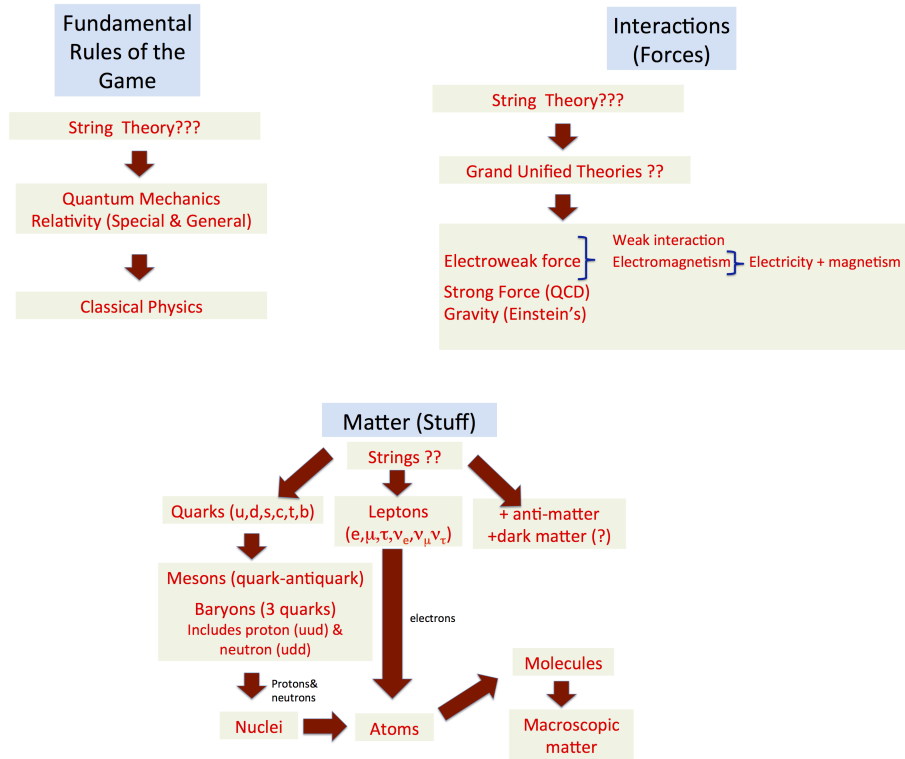 Fundamental
Rules of the
Game
String Theory???
Quantum Mechanics
Relativity (Special & General)
Classical Physics
Interactions
(Forces)
String Theory???
Grand Unified Theories ??
Weak interaction
Electroweak force
Electromagnetism
Electricity + magnetism
Strong Force (QCD)
Gravity (Einstein's)
Matter (Stuff)
Strings ??
Quarks (u,d,s,c,t,b)
Leptons
(e,μ,τ,νe,νμντ)
+ anti-matter
+dark matter (?)
Mesons (quark-antiquark)
Baryons (3 quarks)
Includes proton (uud) &
neutron (udd)
electrons
Protons&
neutrons
Nuclei
Atoms
Molecules
Macroscopic
matter